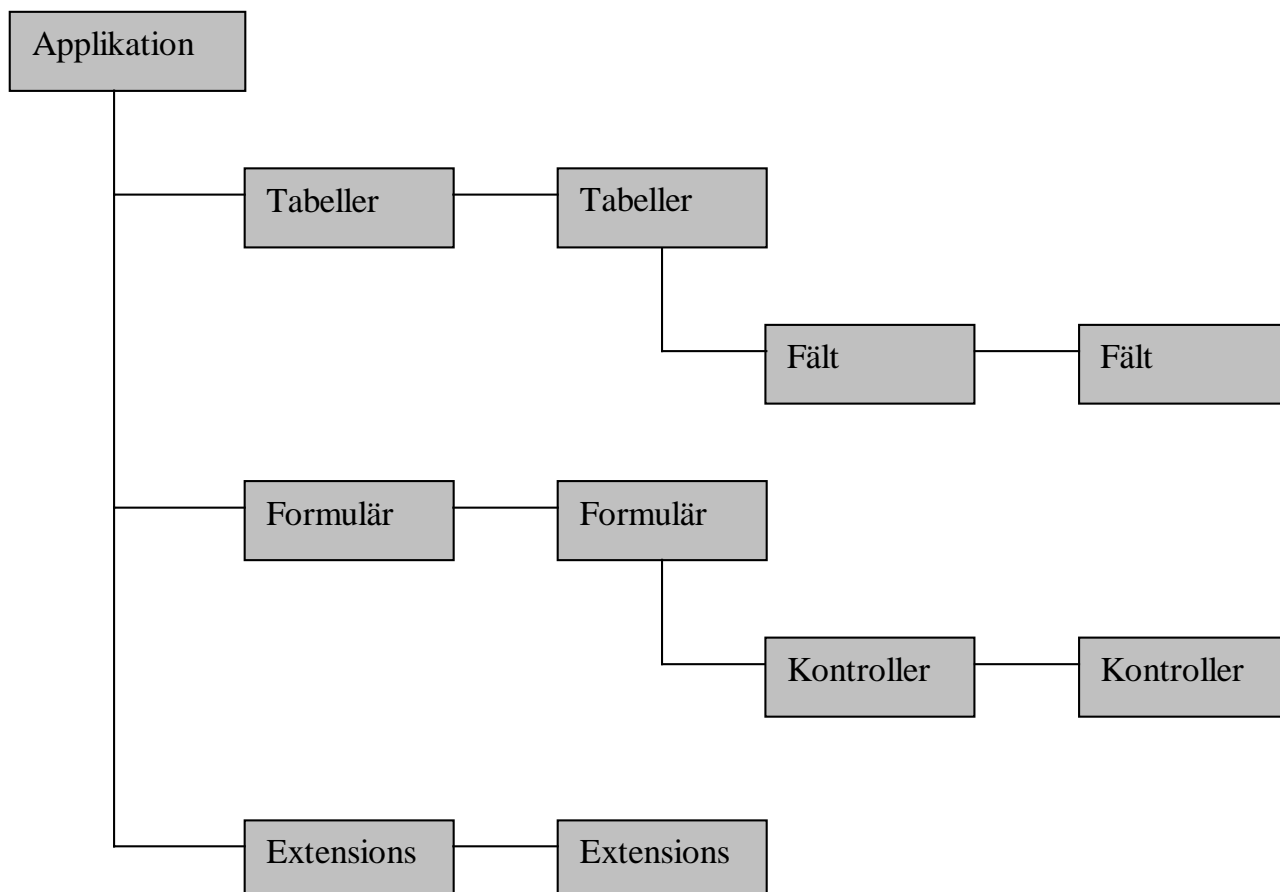 Applikation
Tabeller
Tabeller
Fält
Fält
Formulär
Formulär
Kontroller
Kontroller
Extensions
Extensions